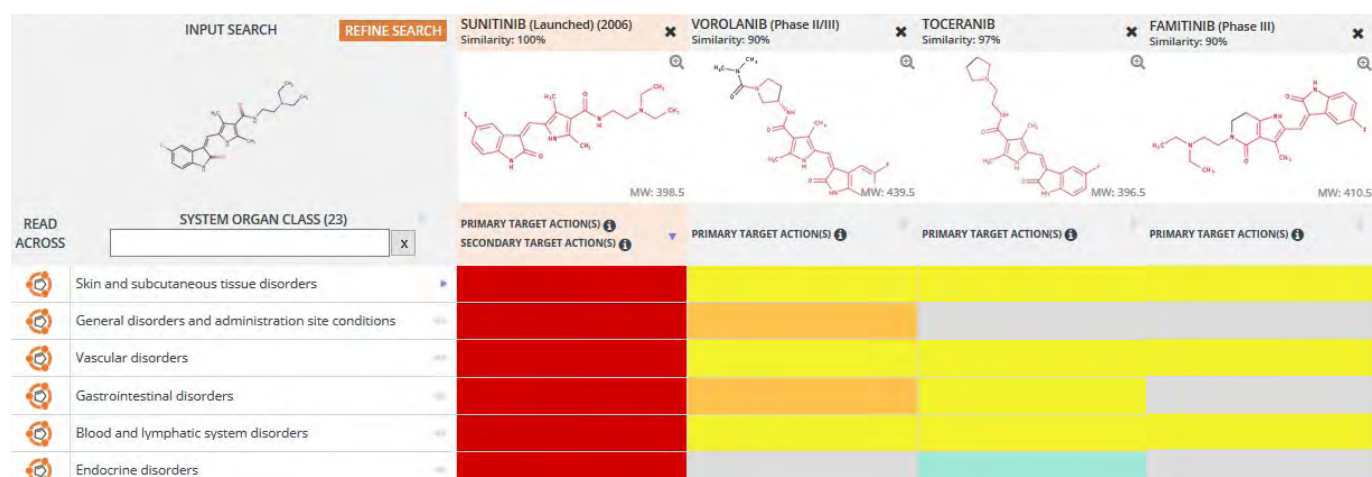 INPUT SEARCH
REFINE SEARCH
SUNITINIB (Launched) (2006)
Similarity: 100%
VOROLANIB (Phase II/III)
Similarity: 90%
TOCERANIB
Similarity: 97%
FAMITINIB (Phase III)
Similarity: 90%
MW: 398.5
MW: 439.5
MW: 396.5
MW: 410.5
READ ACROSS
SYSTEM ORGAN CLASS (23)
X
PRIMARY TARGET ACTION(S)
SECONDARY TARGET ACTION(S)
PRIMARY TARGET ACTION(S)
PRIMARY TARGET ACTION(S)
PRIMARY TARGET ACTION(S)
Skin and subcutaneous tissue disorders
General disorders and administration site conditions
Vascular disorders
Gastrointestinal disorders
Blood and lymphatic system disorders
Endocrine disorders